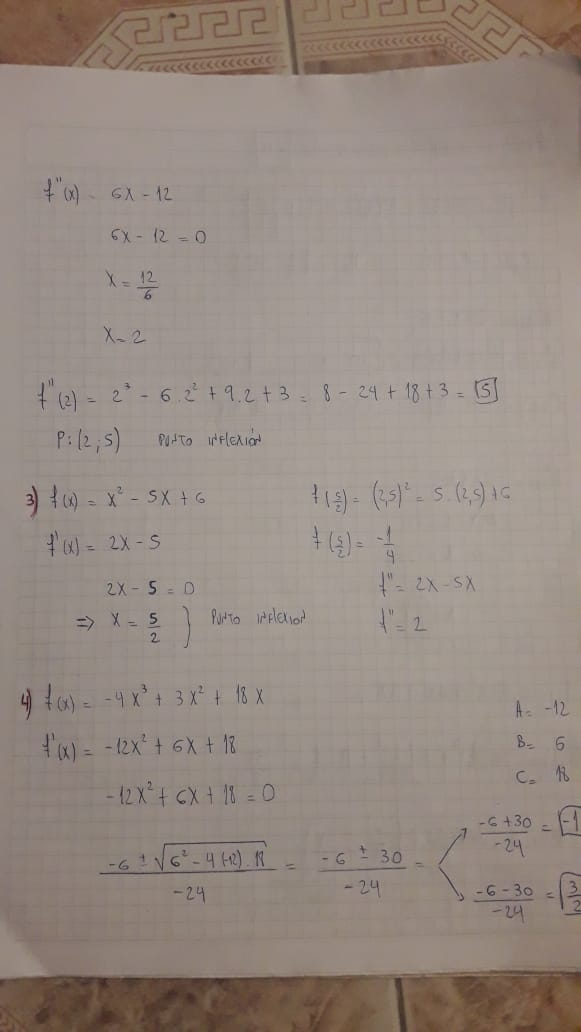 f''(x) = 6x - 12
6x - 12 = 0
x = 12/6
x = 2
f''(2) = 2³ - 6.2² + 9.2 + 3 = 8 - 24 + 18 + 3 = 5
P: (2 ; 5) PUNTO INFLEXIÓN
3) f(x) = x² - 5x + 6
f'(x) = 2x - 5
2x - 5 = 0
=> x = 5/2 } PUNTO INFLEXION
f(5/2) = (2,5)² = 5.(2,5) + 6
f(5/2) = -1/4
f'' = 2x - 5x
f'' = 2
4) f(x) = -4x³ + 3x² + 18x
f'(x) = -12x² + 6x + 18
-12x² + 6x + 18 = 0
A = -12
B = 6
C = 18
-6 ± √(6² - 4(-12).18) / -24 = -6 ± 30 / -24 =
-6 + 30 / -24 = -1
-6 - 30 / -24 = 3/2